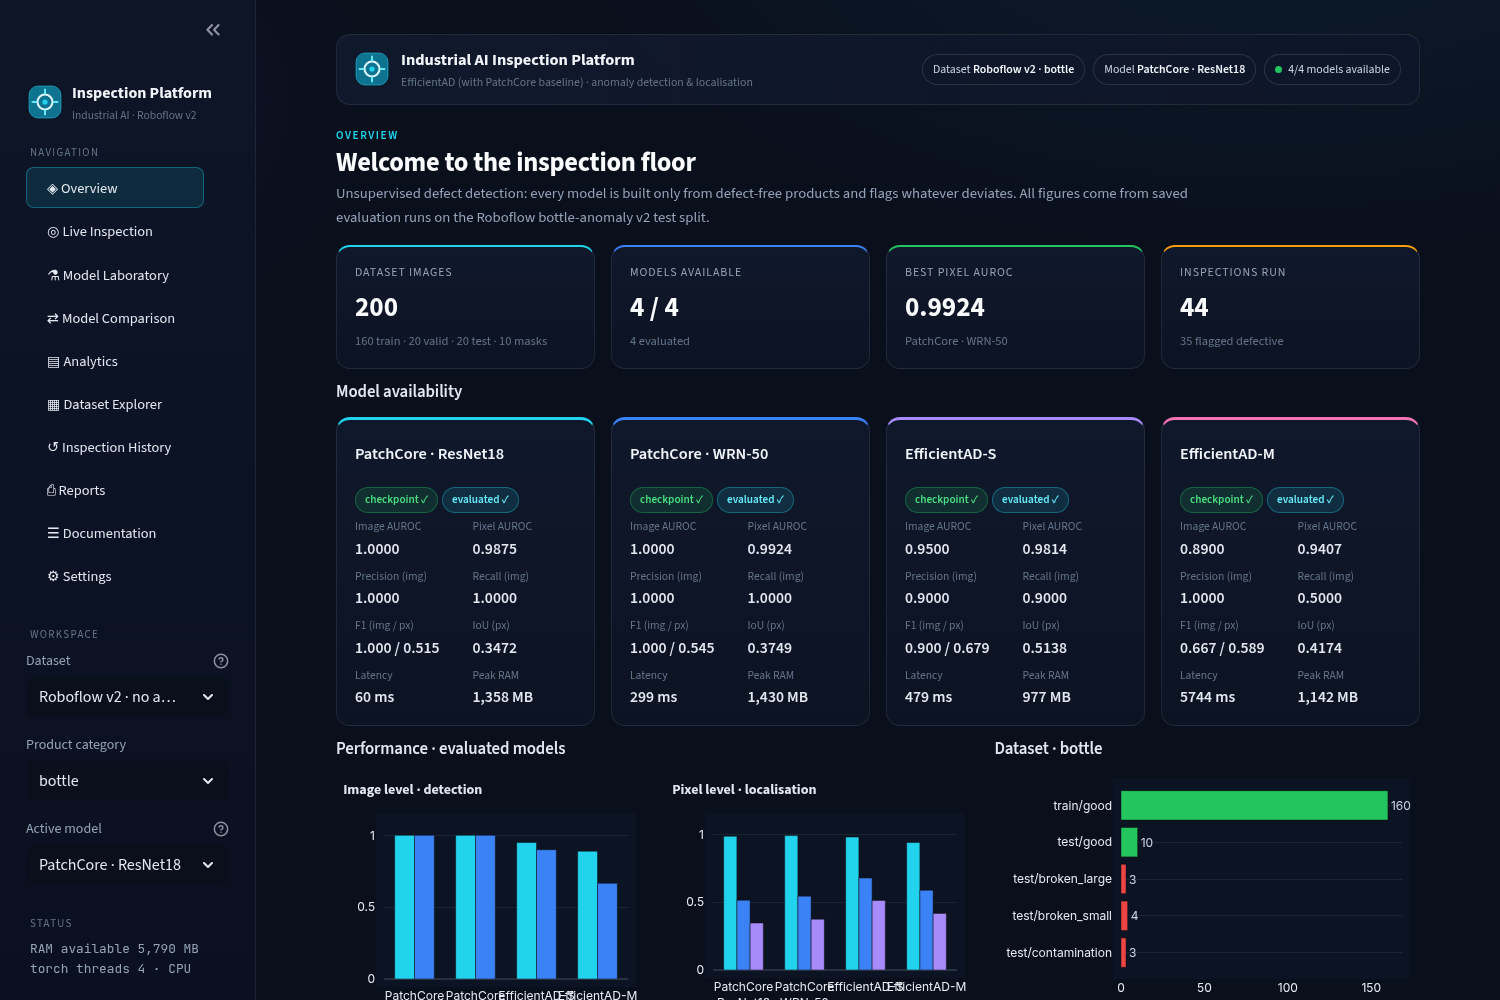 Inspection Platform
Industrial AI · Roboflow v2
NAVIGATION
◈ Overview
◎ Live Inspection
⚗ Model Laboratory
⇄ Model Comparison
▤ Analytics
▦ Dataset Explorer
↺ Inspection History
⎙ Reports
☰ Documentation
⚙ Settings
WORKSPACE
Dataset
Roboflow v2 · no a...
Product category
bottle
Active model
PatchCore · ResNet18
STATUS
RAM available 5,790 MB
torch threads 4 · CPU
Industrial AI Inspection Platform
EfficientAD (with PatchCore baseline) · anomaly detection & localisation
Dataset Roboflow v2 · bottle
Model PatchCore · ResNet18
4/4 models available
OVERVIEW
Welcome to the inspection floor
Unsupervised defect detection: every model is built only from defect-free products and flags whatever deviates. All figures come from saved
evaluation runs on the Roboflow bottle-anomaly v2 test split.
DATASET IMAGES
200
160 train · 20 valid · 20 test · 10 masks
MODELS AVAILABLE
4 / 4
4 evaluated
BEST PIXEL AUROC
0.9924
PatchCore · WRN-50
INSPECTIONS RUN
44
35 flagged defective
Model availability
PatchCore · ResNet18
checkpoint ✓ evaluated ✓
Image AUROC Pixel AUROC
1.0000 0.9875
Precision (img) Recall (img)
1.0000 1.0000
F1 (img / px) IoU (px)
1.000 / 0.515 0.3472
Latency Peak RAM
60 ms 1,358 MB
PatchCore · WRN-50
checkpoint ✓ evaluated ✓
Image AUROC Pixel AUROC
1.0000 0.9924
Precision (img) Recall (img)
1.0000 1.0000
F1 (img / px) IoU (px)
1.000 / 0.545 0.3749
Latency Peak RAM
299 ms 1,430 MB
EfficientAD-S
checkpoint ✓ evaluated ✓
Image AUROC Pixel AUROC
0.9500 0.9814
Precision (img) Recall (img)
0.9000 0.9000
F1 (img / px) IoU (px)
0.900 / 0.679 0.5138
Latency Peak RAM
479 ms 977 MB
EfficientAD-M
checkpoint ✓ evaluated ✓
Image AUROC Pixel AUROC
0.8900 0.9407
Precision (img) Recall (img)
1.0000 0.5000
F1 (img / px) IoU (px)
0.667 / 0.589 0.4174
Latency Peak RAM
5744 ms 1,142 MB
Performance · evaluated models
Image level · detection
1
0.5
0
PatchCore PatchCore EfficientAD-S EfficientAD-M
Pixel level · localisation
1
0.5
0
PatchCore PatchCore EfficientAD-S EfficientAD-M
ResNet18 WRN-50
Dataset · bottle
train/good 160
test/good 10
test/broken_large 3
test/broken_small 4
test/contamination 3
0 50 100 150